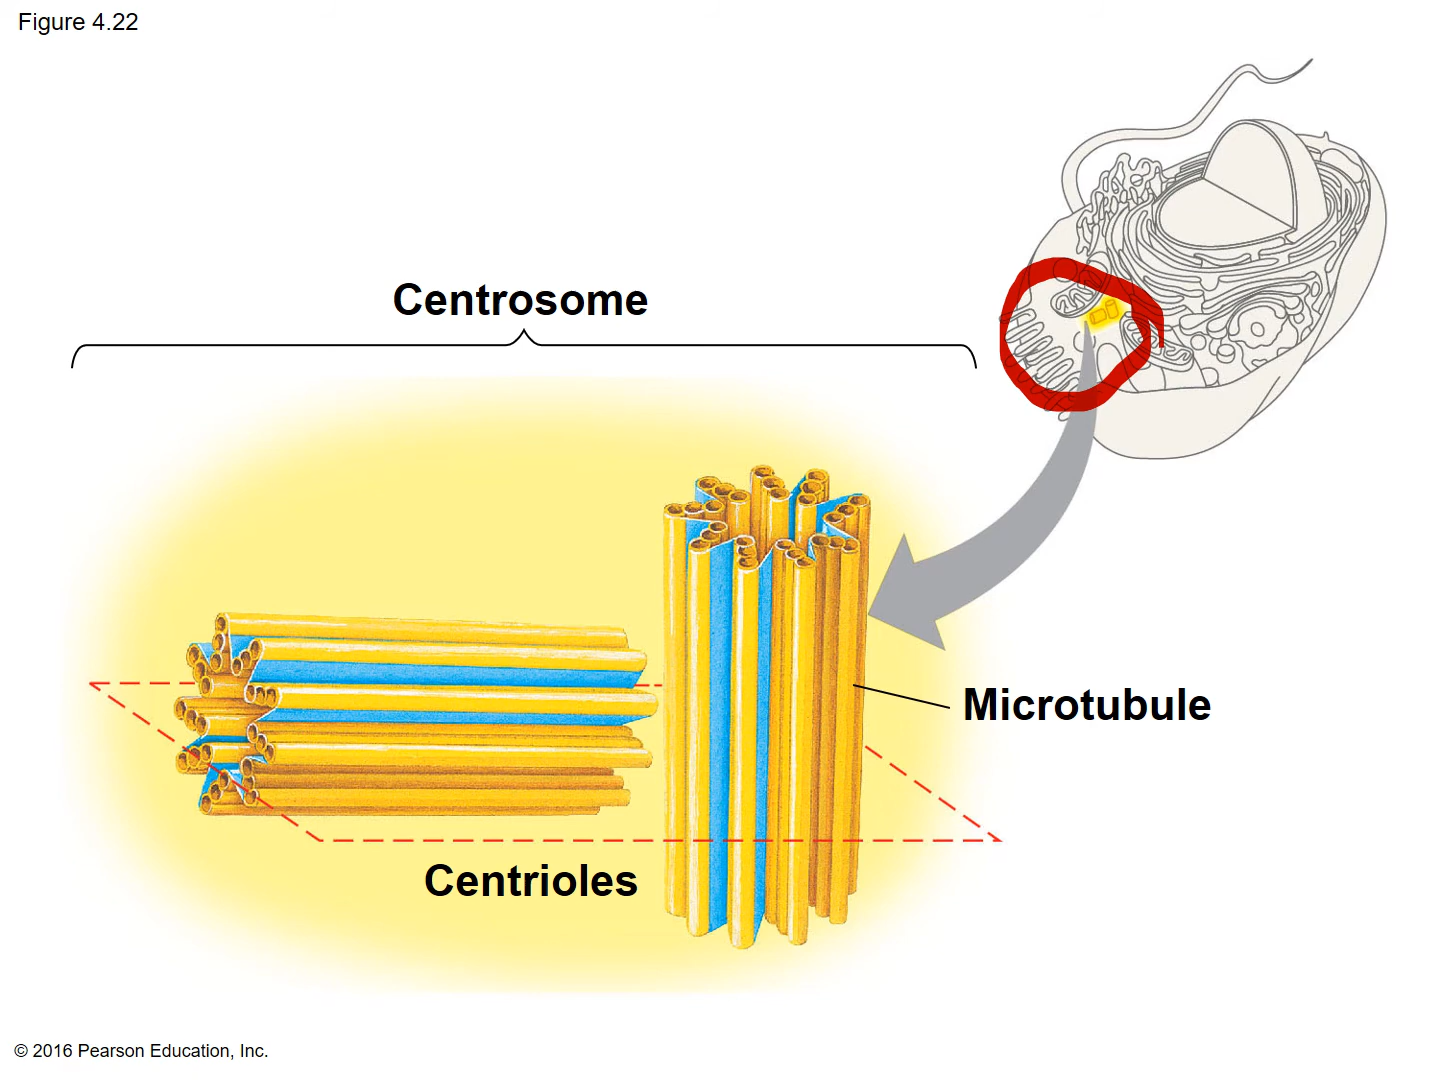 Figure 4.22
Centrosome
Microtubule
Centrioles
© 2016 Pearson Education, Inc.